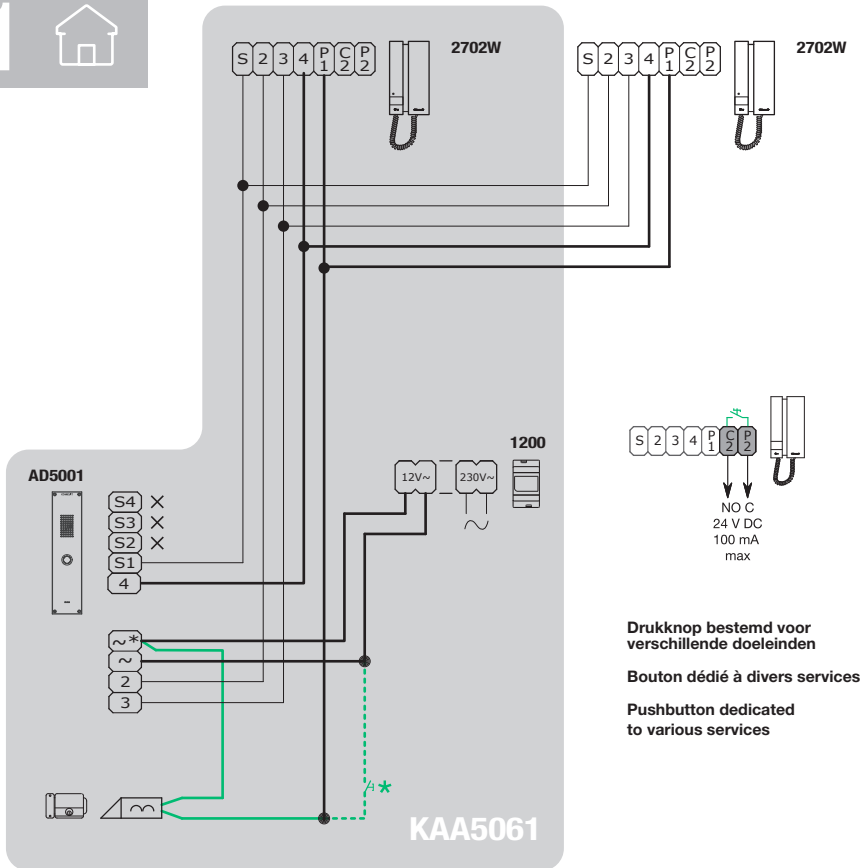 1
S 2 3 4 P1 C2 P2
2702W
S 2 3 4 P1 C2 P2
2702W
1200
12V~ 230V~
AD5001
S4
S3
S2
S1
4
~*
~
2
3
*
KAA5061
S 2 3 4 P1 C2 P2
NO C
24 V DC
100 mA
max
Drukknop bestemd voor
verschillende doeleinden
Bouton dédié à divers services
Pushbutton dedicated
to various services